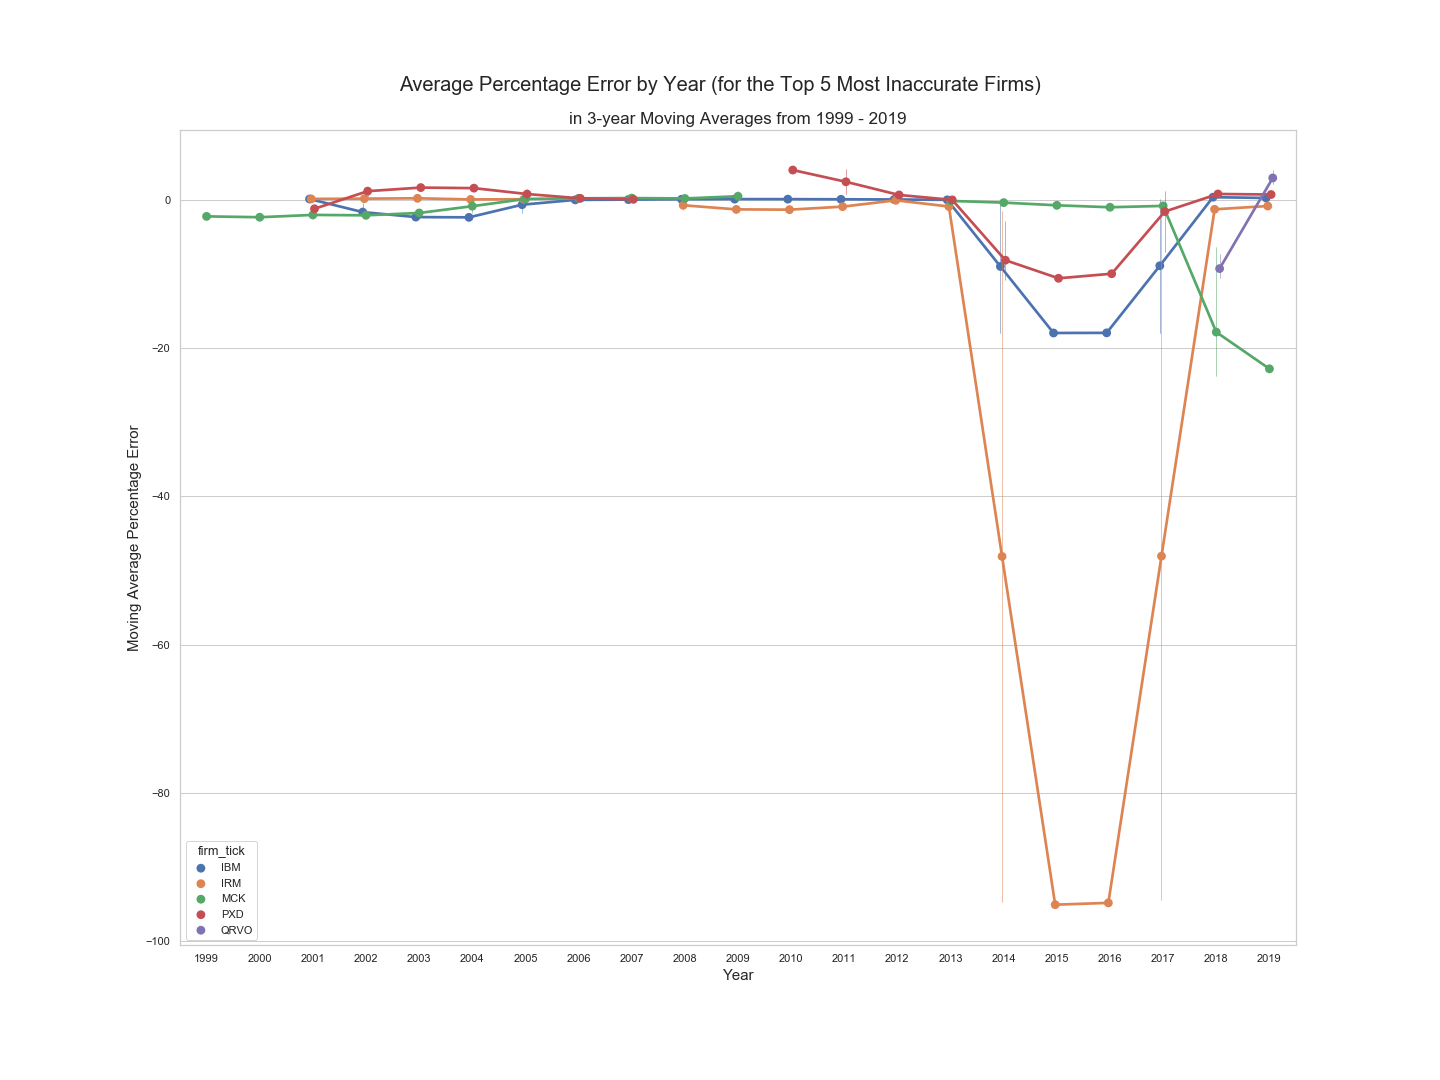 Average Percentage Error by Year (for the Top 5 Most Inaccurate Firms)
in 3-year Moving Averages from 1999 - 2019
Moving Average Percentage Error
0
−20
−40
−60
−80
−100
firm_tick
IBM
IRM
MCK
PXD
QRVO
1999 2000 2001 2002 2003 2004 2005 2006 2007 2008 2009 2010 2011 2012 2013 2014 2015 2016 2017 2018 2019
Year